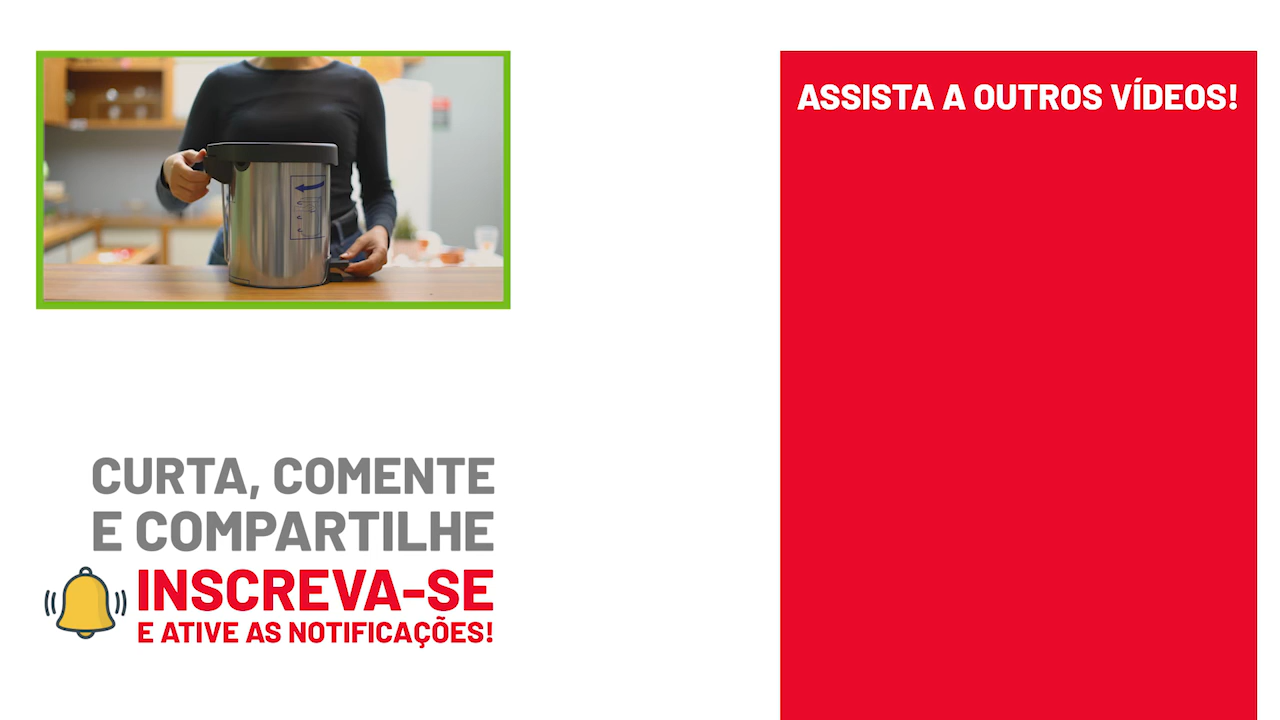 CURTA, COMENTE
E COMPARTILHE
INSCREVA-SE
E ATIVE AS NOTIFICAÇÕES!
ASSISTA A OUTROS VÍDEOS!